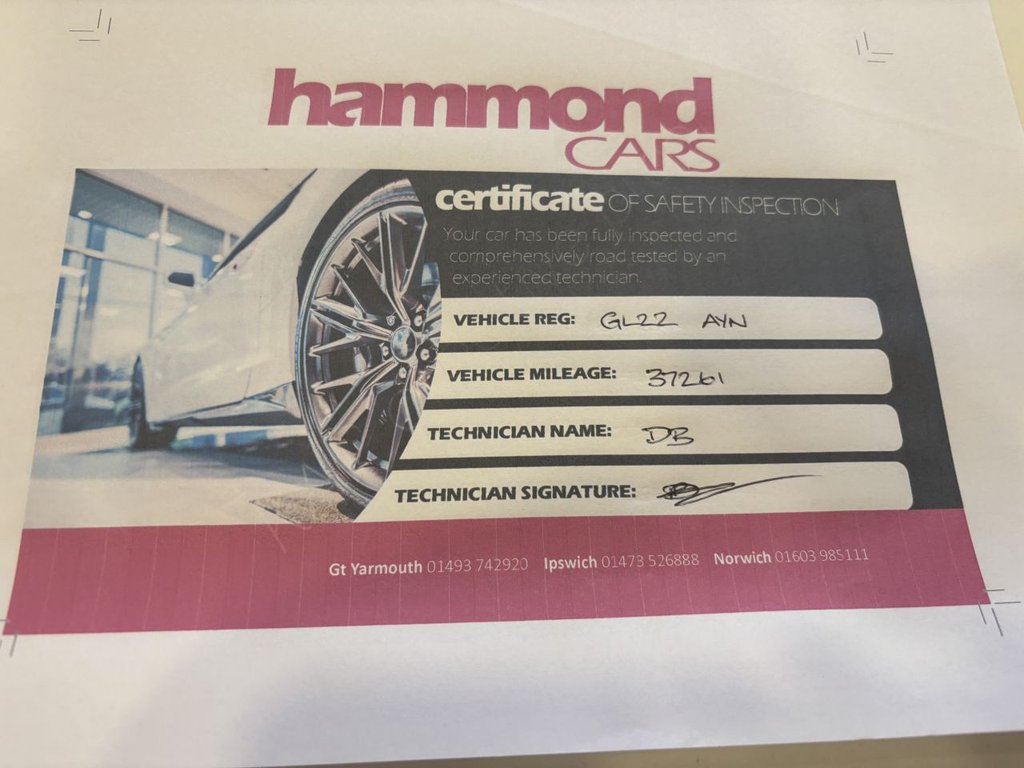 hammond
CARS
certificate OF SAFETY INSPECTION
Your car has been fully inspected and
comprehensively road tested by an
experienced technician.
VEHICLE REG: GL22 AYN
VEHICLE MILEAGE: 37261
TECHNICIAN NAME: DB
TECHNICIAN SIGNATURE:
Gt Yarmouth 01493 742920 Ipswich 01473 526888 Norwich 01603 985111